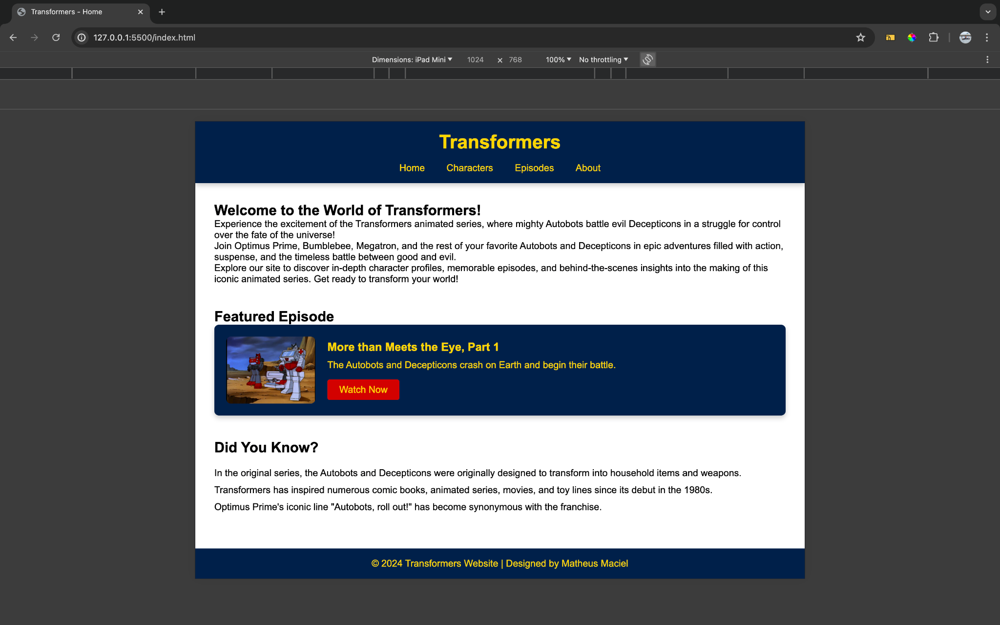 Transformers - Home
127.0.0.1:5500/index.html
Dimensions: iPad Mini 1024 × 768 100% No throttling
Transformers
Home Characters Episodes About
Welcome to the World of Transformers!
Experience the excitement of the Transformers animated series, where mighty Autobots battle evil Decepticons in a struggle for control
over the fate of the universe!
Join Optimus Prime, Bumblebee, Megatron, and the rest of your favorite Autobots and Decepticons in epic adventures filled with action,
suspense, and the timeless battle between good and evil.
Explore our site to discover in-depth character profiles, memorable episodes, and behind-the-scenes insights into the making of this
iconic animated series. Get ready to transform your world!
Featured Episode
More than Meets the Eye, Part 1
The Autobots and Decepticons crash on Earth and begin their battle.
Watch Now
Did You Know?
In the original series, the Autobots and Decepticons were originally designed to transform into household items and weapons.
Transformers has inspired numerous comic books, animated series, movies, and toy lines since its debut in the 1980s.
Optimus Prime's iconic line "Autobots, roll out!" has become synonymous with the franchise.
© 2024 Transformers Website | Designed by Matheus Maciel